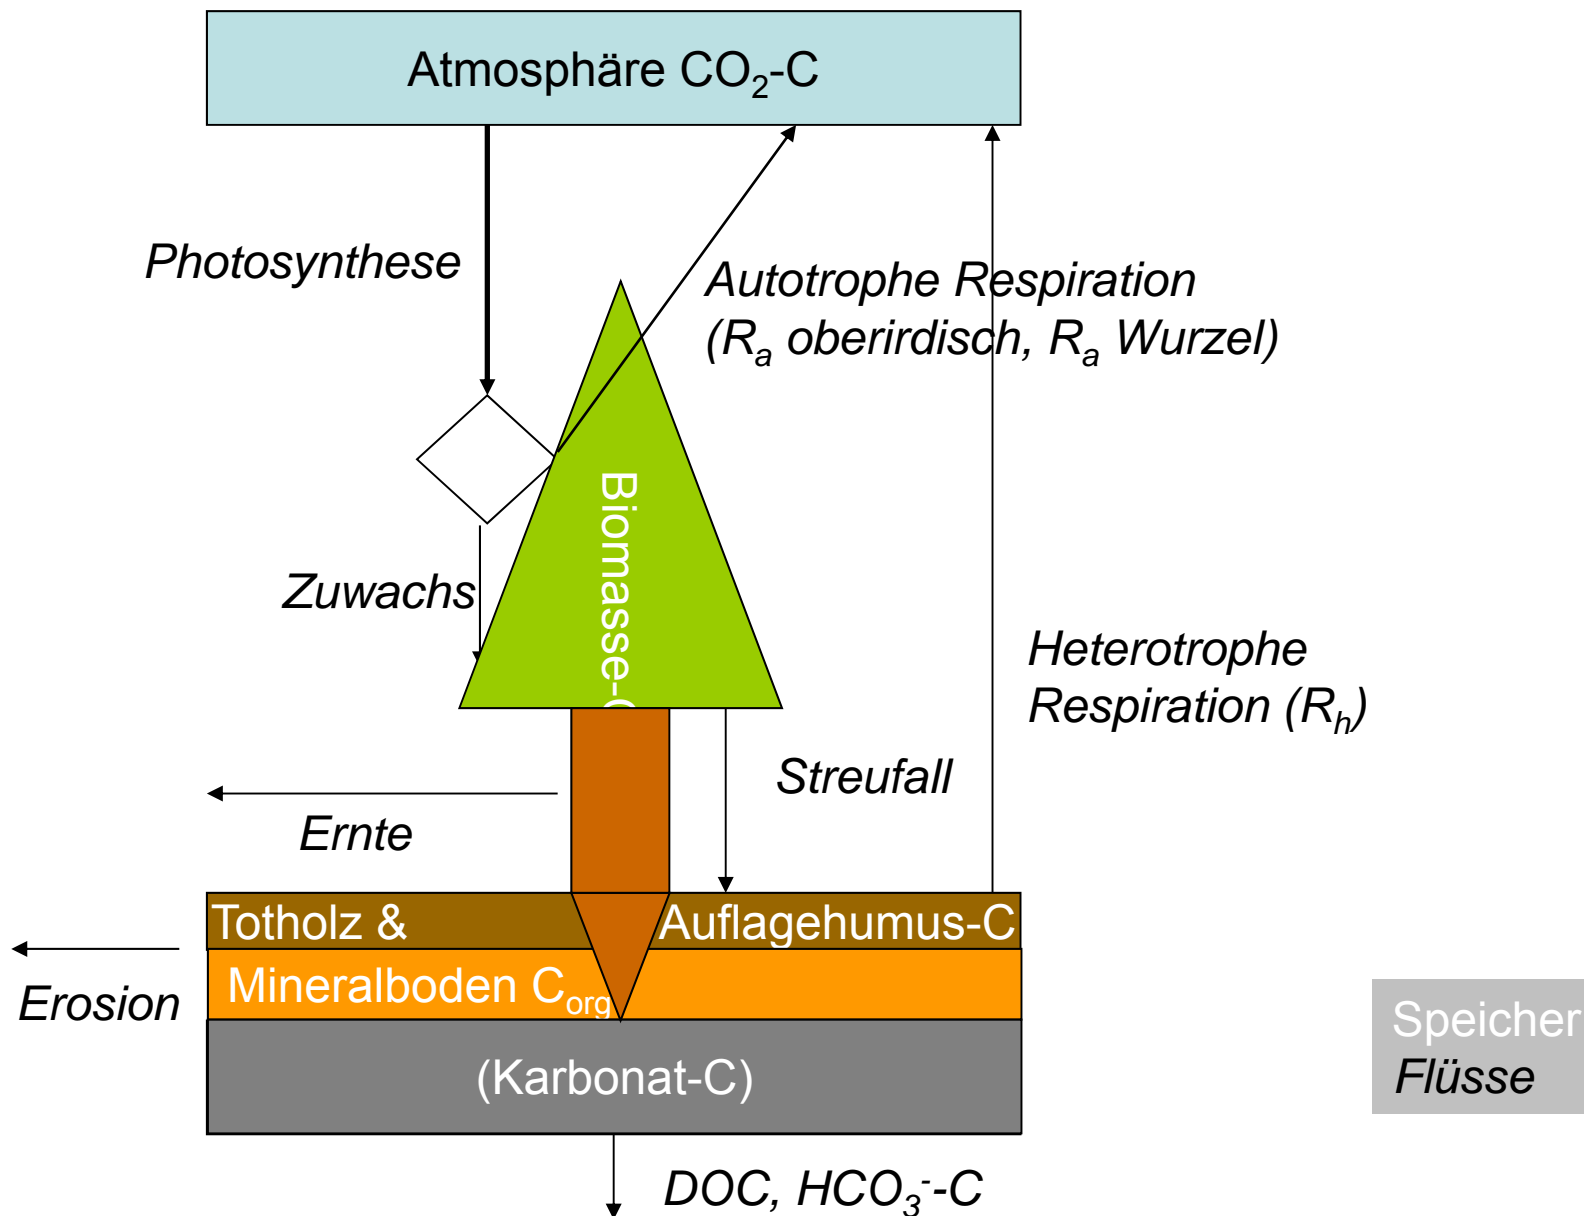 Atmosphäre CO₂-C
Photosynthese
Autotrophe Respiration
(Rₐ oberirdisch, Rₐ Wurzel)
Biomasse-C
Zuwachs
Heterotrophe
Respiration (Rₕ)
Streufall
Ernte
Totholz & Auflagehumus-C
Erosion
Mineralboden C_org
(Karbonat-C)
Speicher
Flüsse
DOC, HCO₃⁻-C